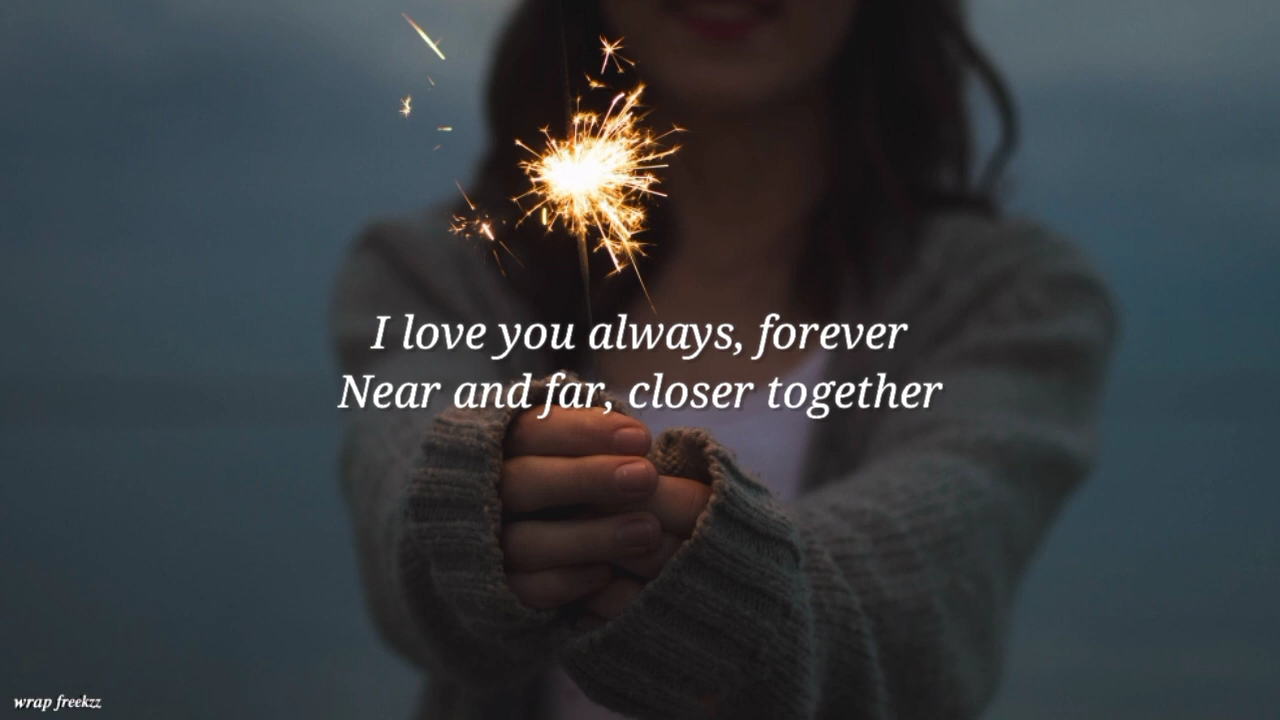 I love you always, forever
Near and far, closer together
wrap freekzz